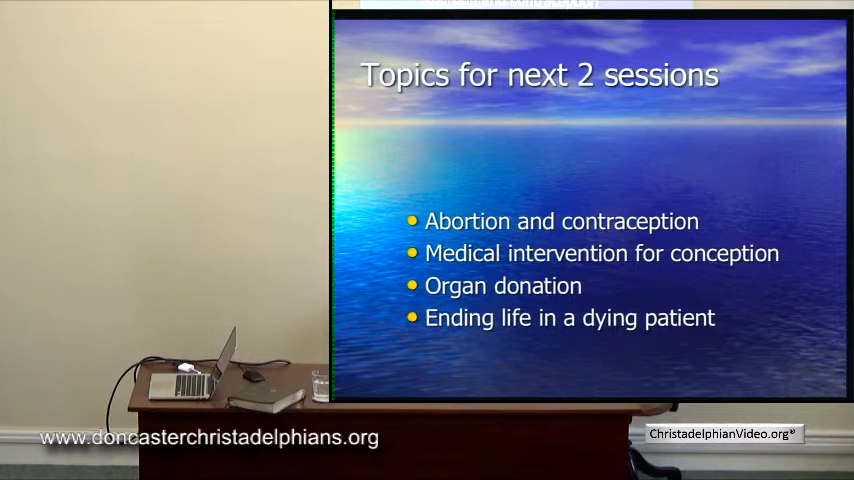 Topics for next 2 sessions
Abortion and contraception
Medical intervention for conception
Organ donation
Ending life in a dying patient
www.doncasterchristadelphians.org
ChristadelphianVideo.org®